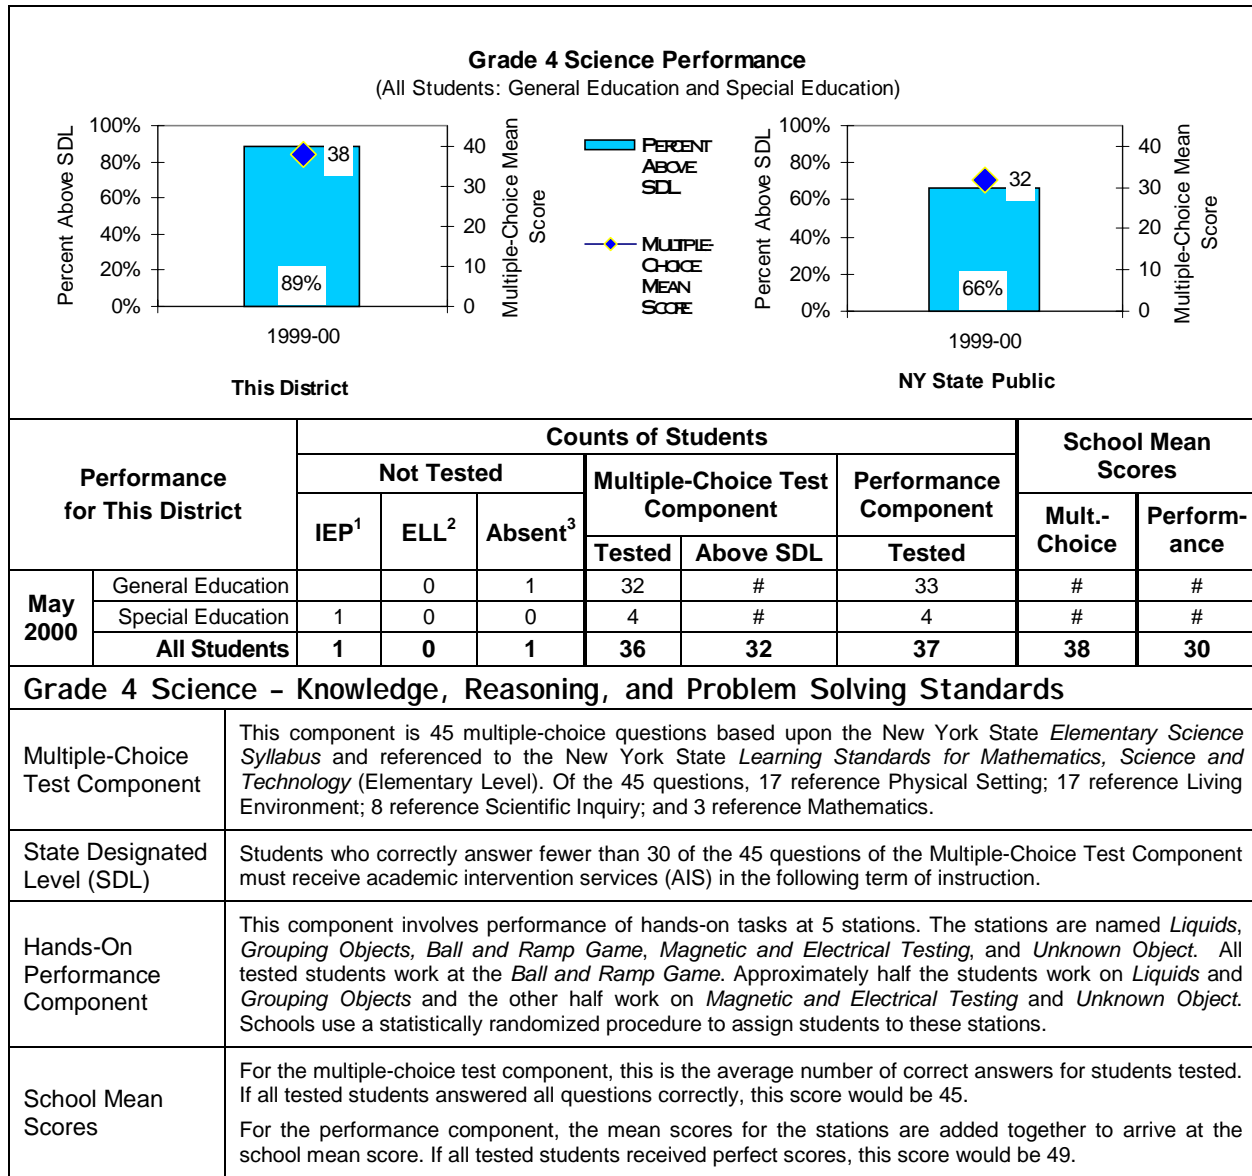 Grade 4 Science Performance
(All Students: General Education and Special Education)
Percent Above SDL
100%
80%
60%
40%
20%
0%
38
89%
40
30
20
10
0
Multiple-Choice Mean
Score
1999-00
This District
PERCENT
ABOVE
SDL
MULTIPLE-
CHOICE
MEAN
SCORE
Percent Above SDL
100%
80%
60%
40%
20%
0%
32
66%
40
30
20
10
0
Multiple-Choice Mean
Score
1999-00
NY State Public
Performance
for This District
Counts of Students
School Mean
Scores
Not Tested
Multiple-Choice Test
Component
Performance
Component
IEP1 ELL2 Absent3
Mult.-
Choice
Perform-
ance
Tested Above SDL Tested
May
2000
General Education 0 1 32 # 33 # #
Special Education 1 0 0 4 # 4 # #
All Students 1 0 1 36 32 37 38 30
Grade 4 Science – Knowledge, Reasoning, and Problem Solving Standards
Multiple-Choice
Test Component
This component is 45 multiple-choice questions based upon the New York State Elementary Science
Syllabus and referenced to the New York State Learning Standards for Mathematics, Science and
Technology (Elementary Level). Of the 45 questions, 17 reference Physical Setting; 17 reference Living
Environment; 8 reference Scientific Inquiry; and 3 reference Mathematics.
State Designated
Level (SDL)
Students who correctly answer fewer than 30 of the 45 questions of the Multiple-Choice Test Component
must receive academic intervention services (AIS) in the following term of instruction.
Hands-On
Performance
Component
This component involves performance of hands-on tasks at 5 stations. The stations are named Liquids,
Grouping Objects, Ball and Ramp Game, Magnetic and Electrical Testing, and Unknown Object. All
tested students work at the Ball and Ramp Game. Approximately half the students work on Liquids and
Grouping Objects and the other half work on Magnetic and Electrical Testing and Unknown Object.
Schools use a statistically randomized procedure to assign students to these stations.
School Mean
Scores
For the multiple-choice test component, this is the average number of correct answers for students tested.
If all tested students answered all questions correctly, this score would be 45.
For the performance component, the mean scores for the stations are added together to arrive at the
school mean score. If all tested students received perfect scores, this score would be 49.